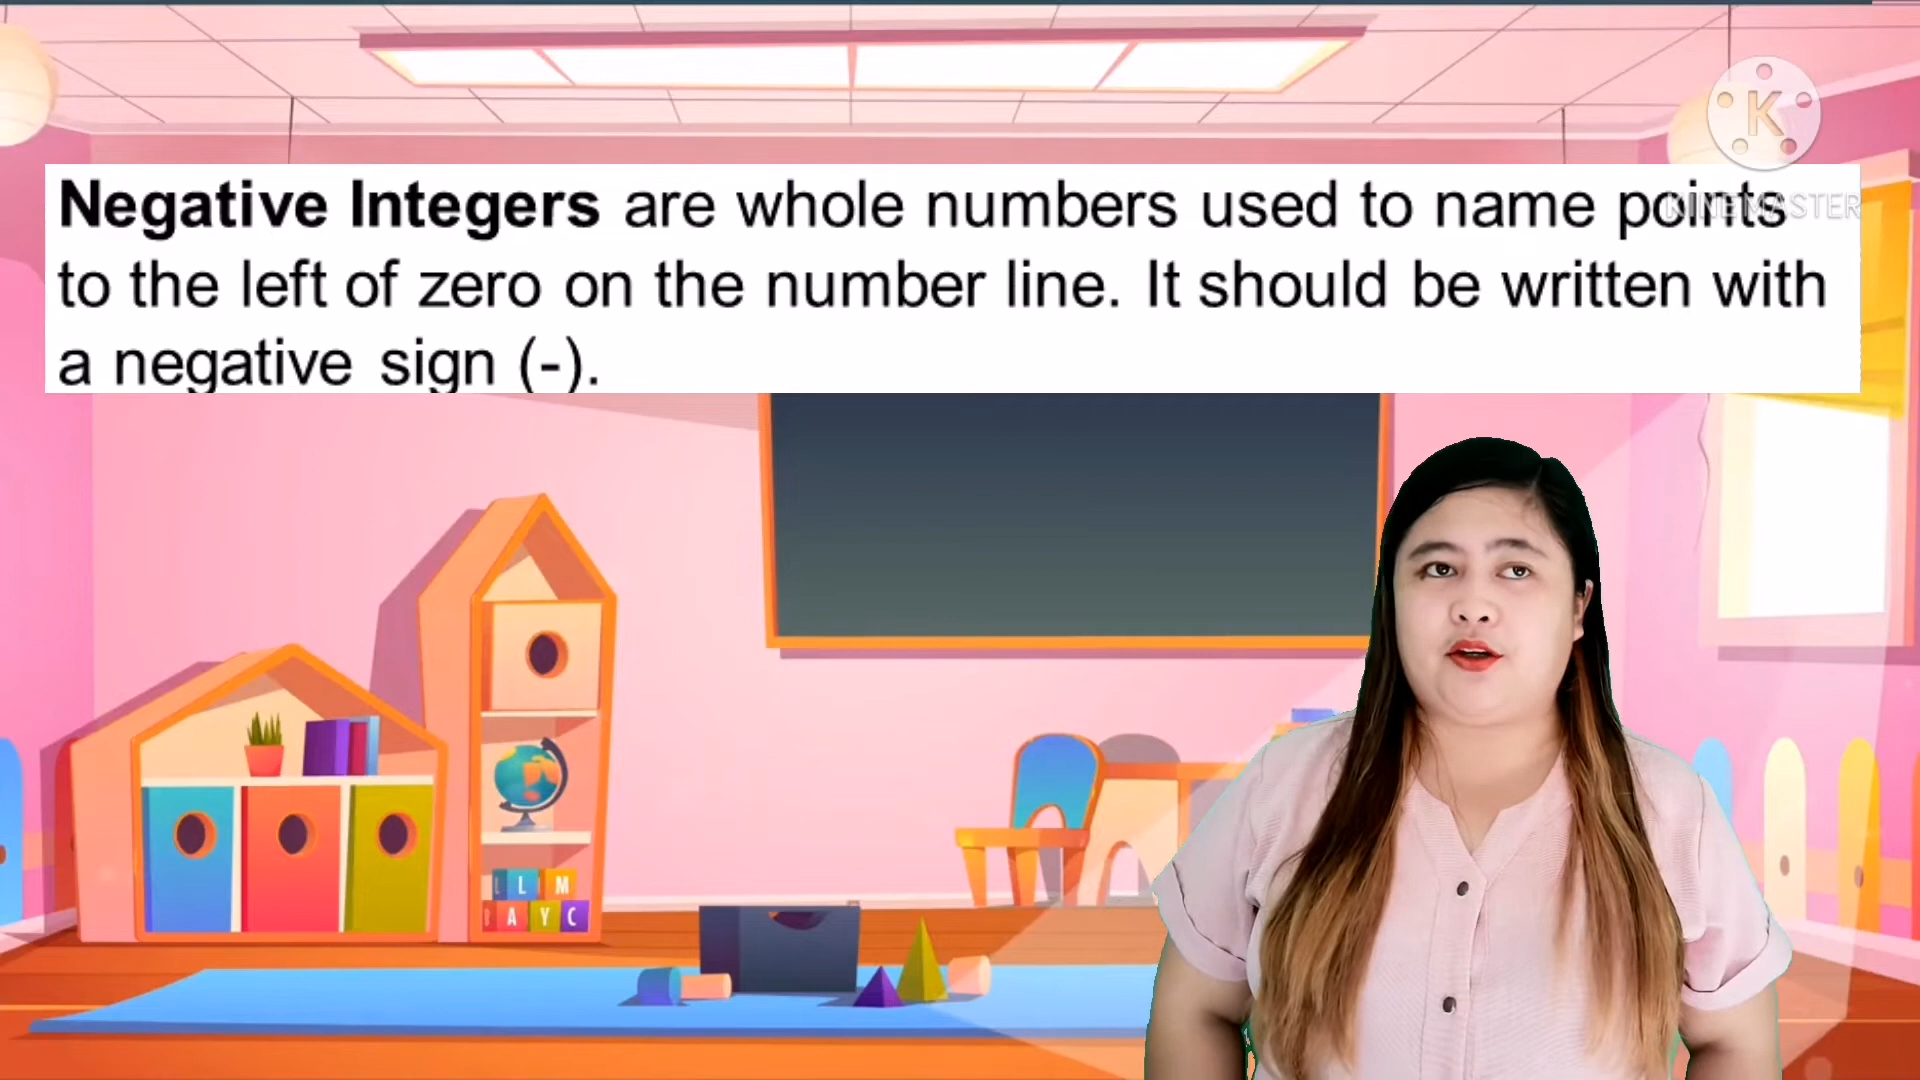 K
KINEMASTER
Negative Integers are whole numbers used to name points
to the left of zero on the number line. It should be written with
a negative sign (-).
L M
A Y C